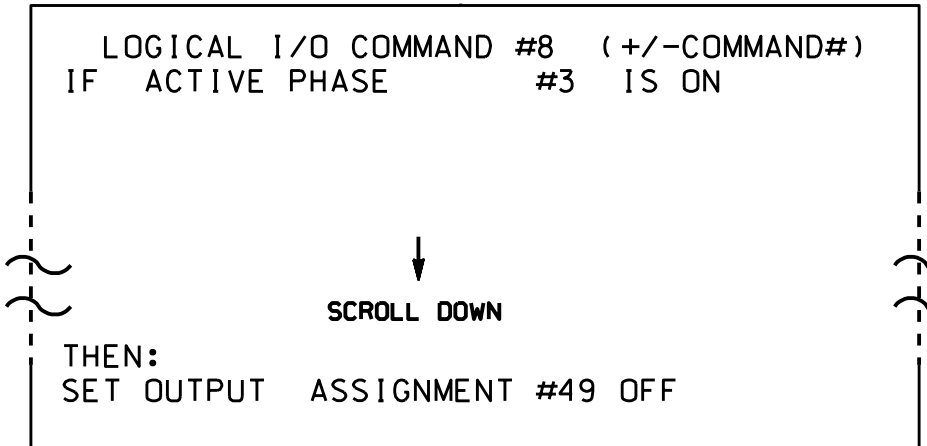 LOGICAL I/O COMMAND #8 (+/-COMMAND#)
IF ACTIVE PHASE #3 IS ON
SCROLL DOWN
THEN:
SET OUTPUT ASSIGNMENT #49 OFF